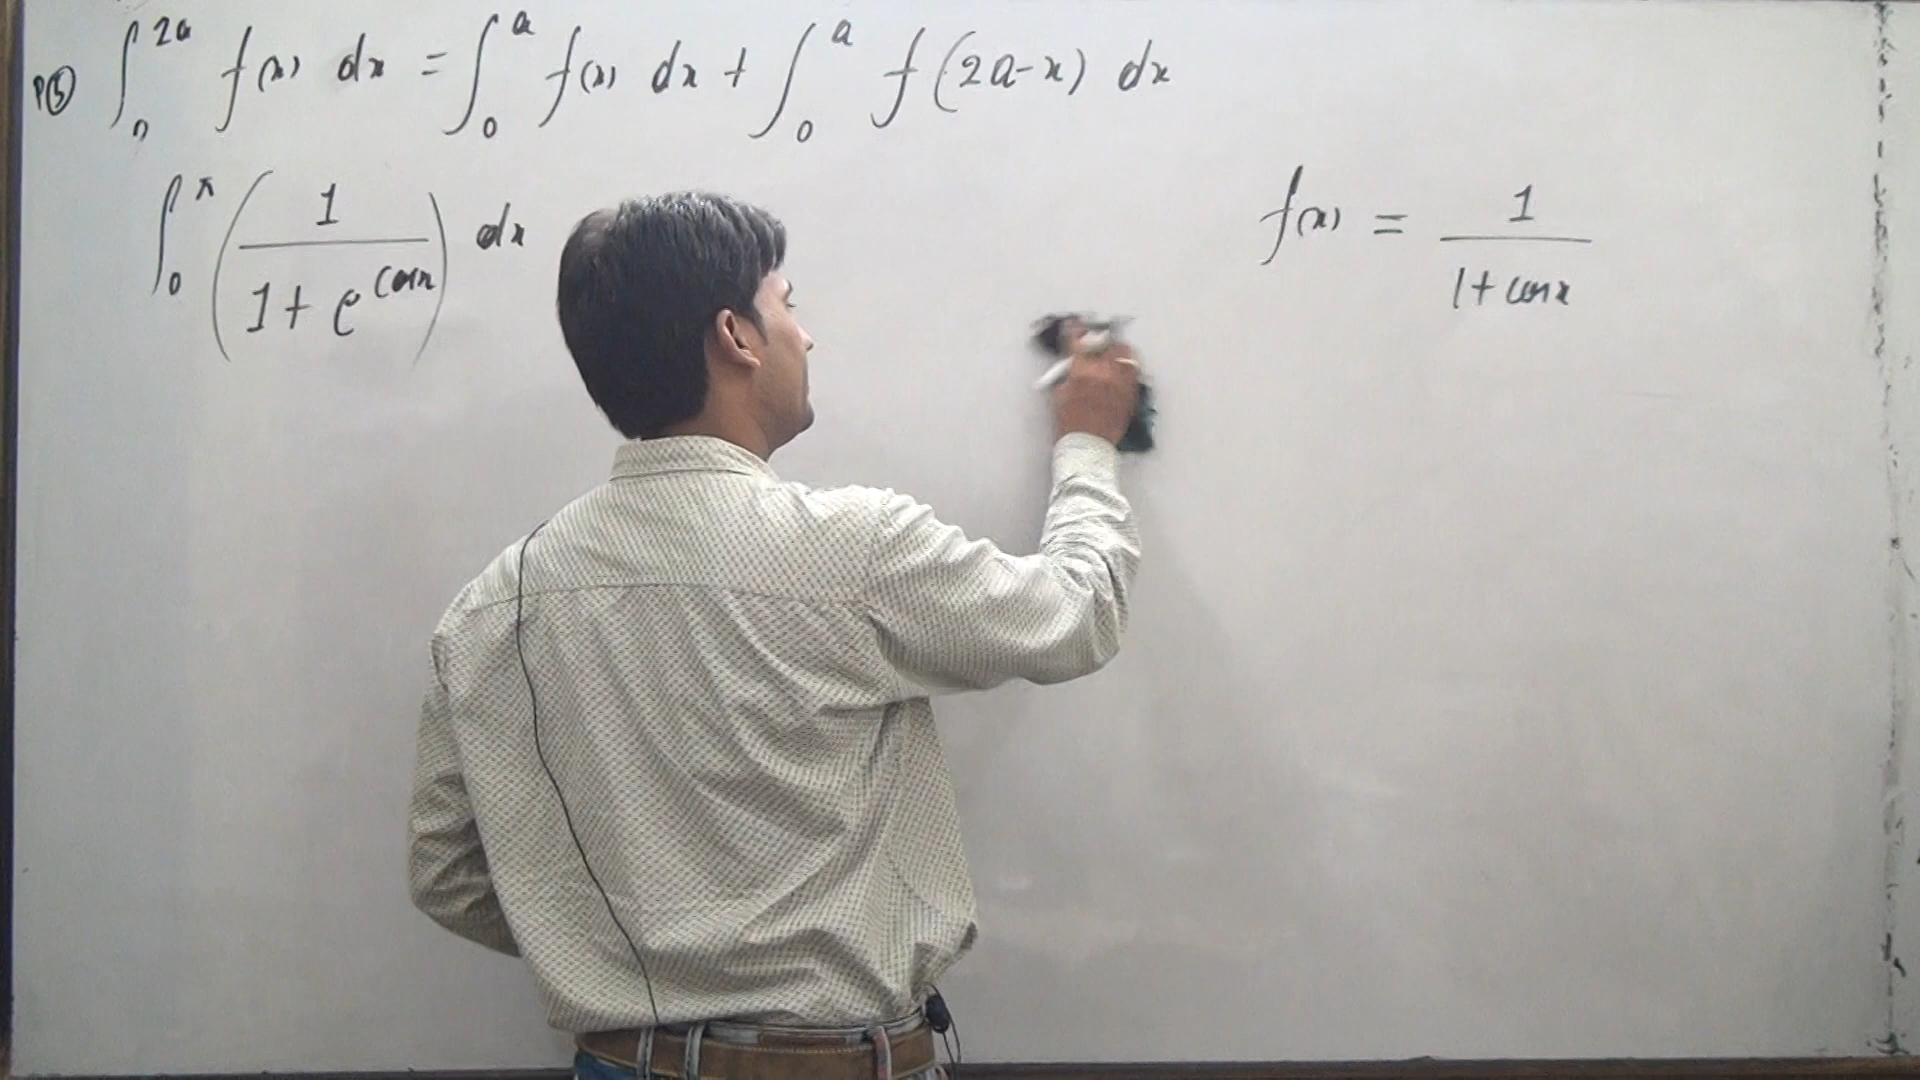 P⑤ ∫₀^2a f(x) dx = ∫₀^a f(x) dx + ∫₀^a f(2a-x) dx
∫₀^π (1/(1+e^cosx)) dx
f(x) = 1/(1+cosx)